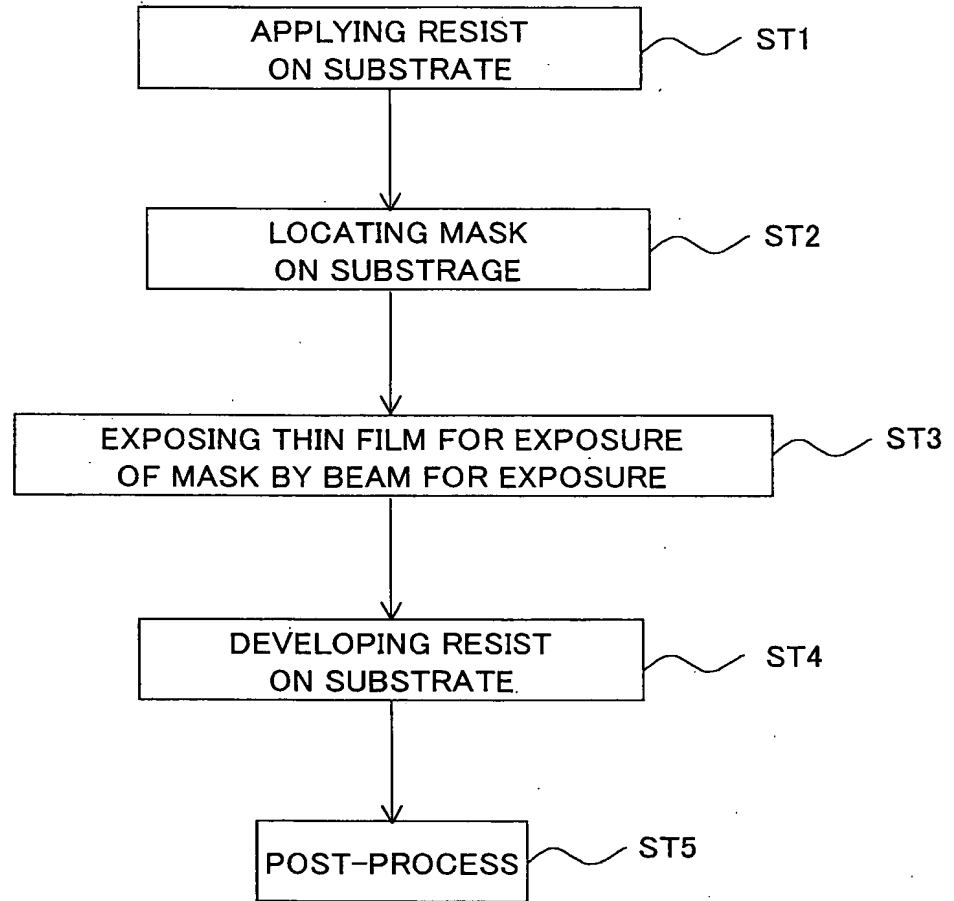 APPLYING RESIST
ON SUBSTRATE
ST1
LOCATING MASK
ON SUBSTRAGE
ST2
EXPOSING THIN FILM FOR EXPOSURE
OF MASK BY BEAM FOR EXPOSURE
ST3
DEVELOPING RESIST
ON SUBSTRATE
ST4
POST-PROCESS
ST5